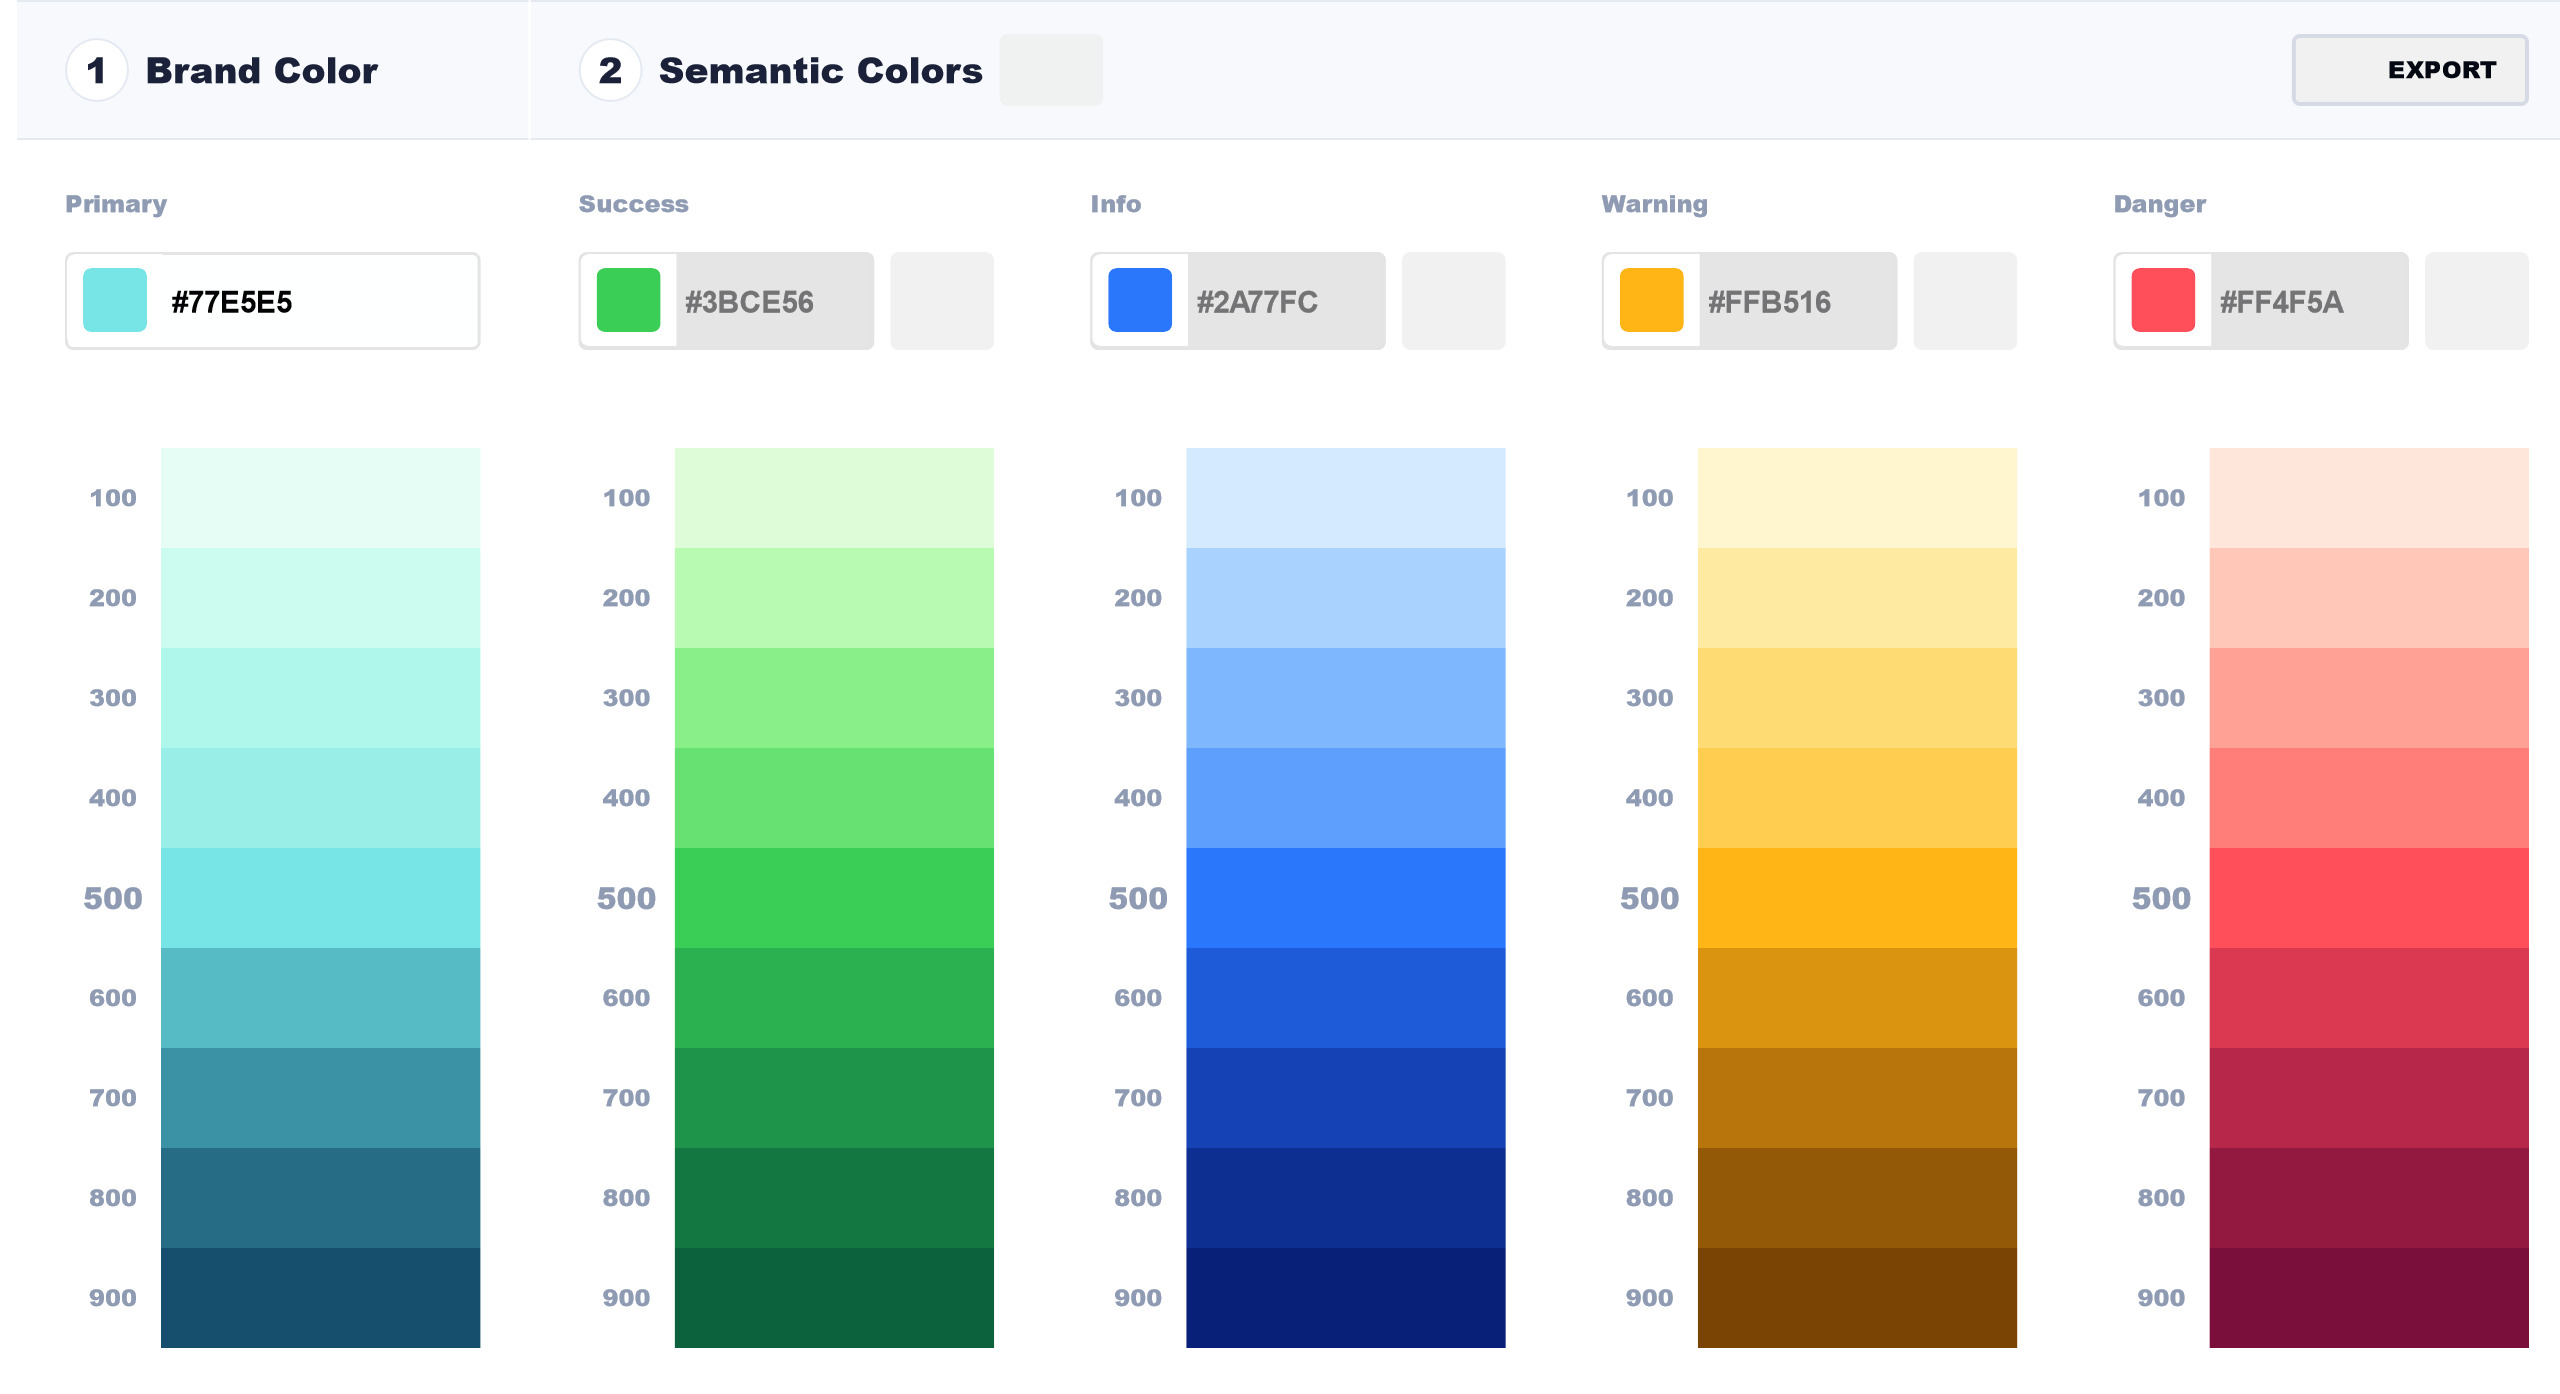 1 Brand Color 2 Semantic Colors EXPORT
Primary Success Info Warning Danger
#77E5E5 #3BCE56 #2A77FC #FFB516 #FF4F5A
100 100 100 100 100
200 200 200 200 200
300 300 300 300 300
400 400 400 400 400
500 500 500 500 500
600 600 600 600 600
700 700 700 700 700
800 800 800 800 800
900 900 900 900 900